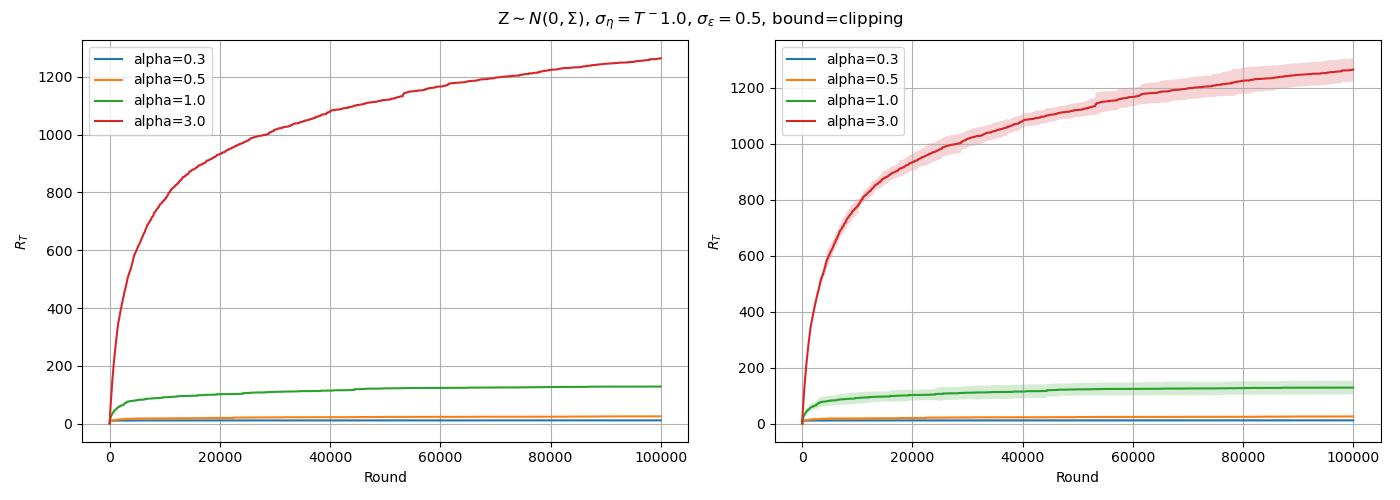 Z ~ N(0, Σ), σ_η = T⁻1.0, σ_ε = 0.5, bound=clipping
alpha=0.3
alpha=0.5
alpha=1.0
alpha=3.0
1200
1000
800
600
400
200
0
R_T
0 20000 40000 60000 80000 100000
Round
alpha=0.3
alpha=0.5
alpha=1.0
alpha=3.0
1200
1000
800
600
400
200
0
R_T
0 20000 40000 60000 80000 100000
Round